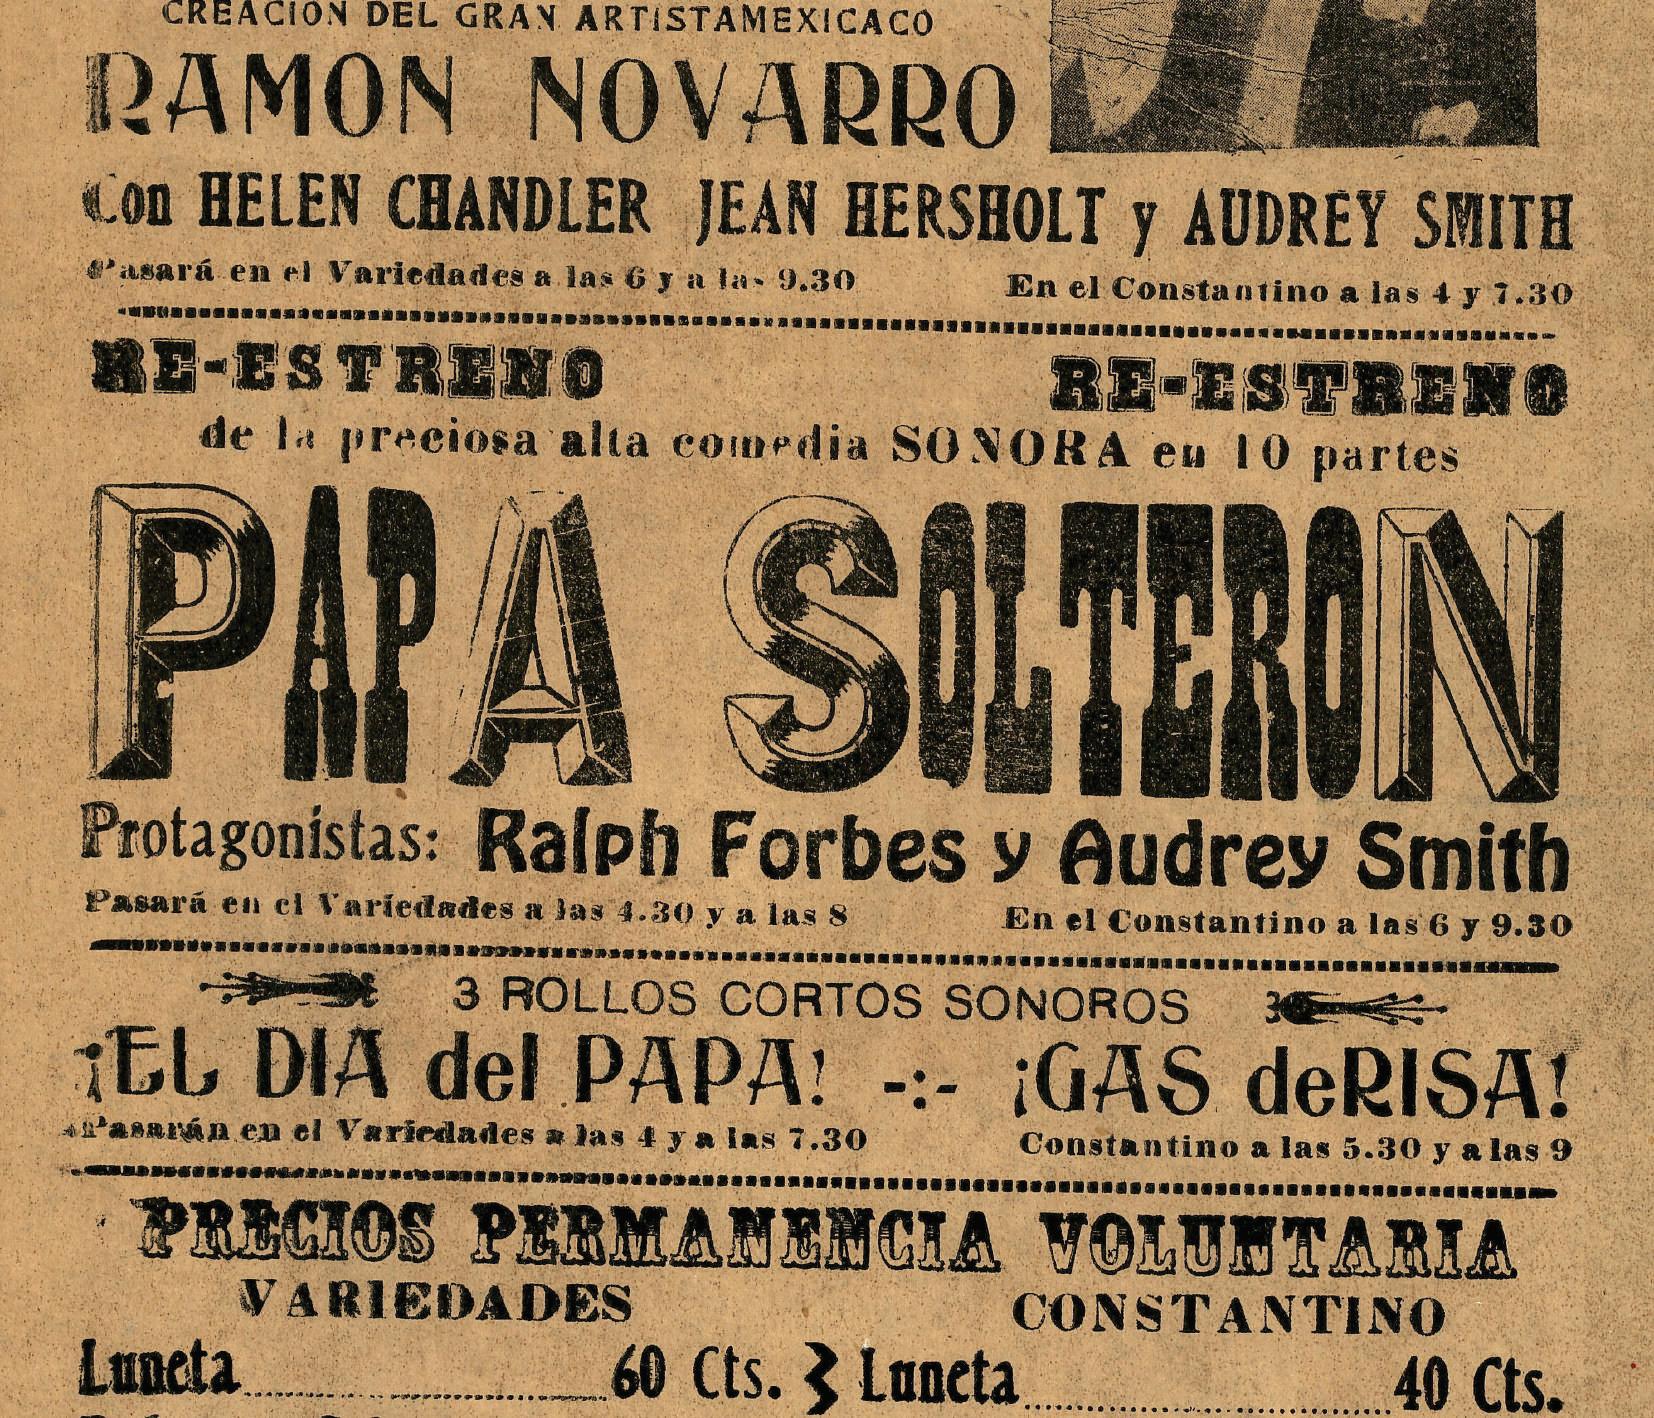 CREACION DEL GRAN ARTISTAMEXICACO
RAMON NOVARRO
Con HELEN CHANDLER JEAN HERSHOLT y AUDREY SMITH
Pasará en el Variedades a las 6 y a las 9.30 En el Constantino a las 4 y 7.30
RE-ESTRENO RE-ESTRENO
de la preciosa alta comedia SONORA en 10 partes
PAPA SOLTERON
Protagonistas: Ralph Forbes y Audrey Smith
Pasará en el Variedades a las 4.30 y a las 8 En el Constantino a las 6 y 9.30
3 ROLLOS CORTOS SONOROS
¡EL DIA del PAPA! -:- ¡GAS deRISA!
Pasarán en el Variedades a las 4 y a las 7.30 Constantino a las 5.30 y a las 9
PRECIOS PERMANENCIA VOLUNTARIA
VARIEDADES CONSTANTINO
Luneta 60 Cts. Luneta 40 Cts.